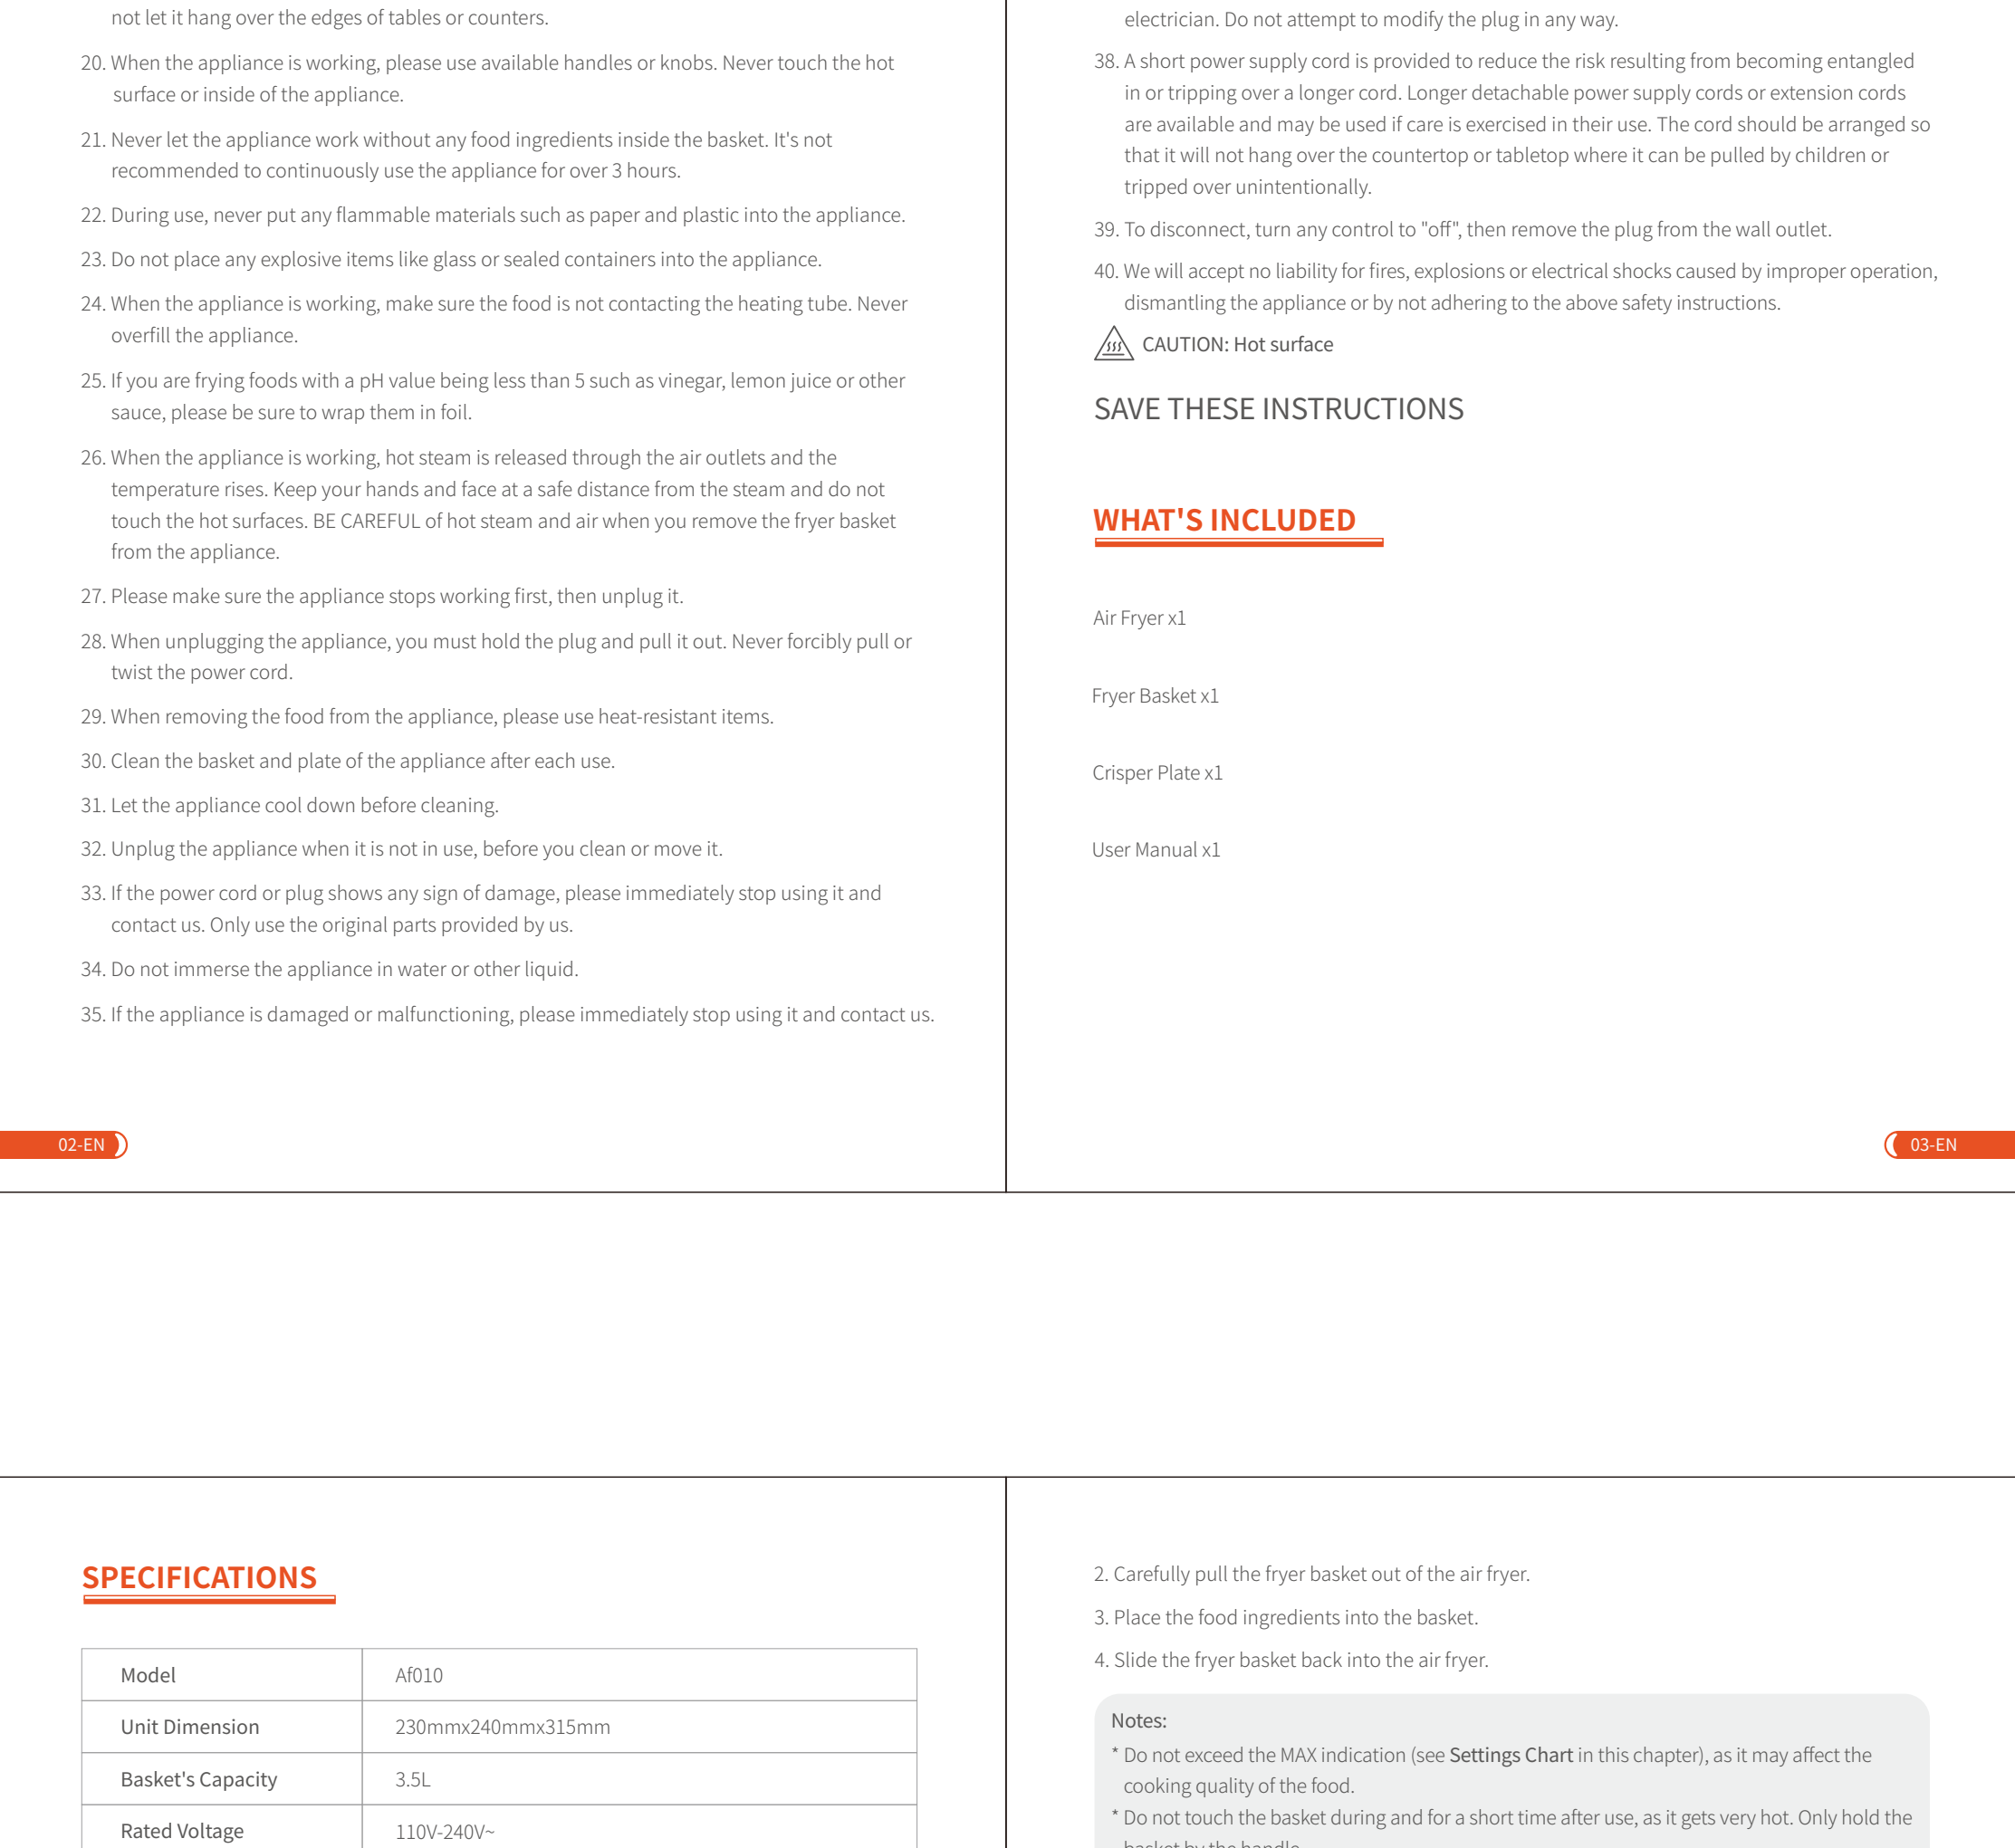 not let it hang over the edges of tables or counters.
20. When the appliance is working, please use available handles or knobs. Never touch the hot
surface or inside of the appliance.
21. Never let the appliance work without any food ingredients inside the basket. It's not
recommended to continuously use the appliance for over 3 hours.
22. During use, never put any flammable materials such as paper and plastic into the appliance.
23. Do not place any explosive items like glass or sealed containers into the appliance.
24. When the appliance is working, make sure the food is not contacting the heating tube. Never
overfill the appliance.
25. If you are frying foods with a pH value being less than 5 such as vinegar, lemon juice or other
sauce, please be sure to wrap them in foil.
26. When the appliance is working, hot steam is released through the air outlets and the
temperature rises. Keep your hands and face at a safe distance from the steam and do not
touch the hot surfaces. BE CAREFUL of hot steam and air when you remove the fryer basket
from the appliance.
27. Please make sure the appliance stops working first, then unplug it.
28. When unplugging the appliance, you must hold the plug and pull it out. Never forcibly pull or
twist the power cord.
29. When removing the food from the appliance, please use heat-resistant items.
30. Clean the basket and plate of the appliance after each use.
31. Let the appliance cool down before cleaning.
32. Unplug the appliance when it is not in use, before you clean or move it.
33. If the power cord or plug shows any sign of damage, please immediately stop using it and
contact us. Only use the original parts provided by us.
34. Do not immerse the appliance in water or other liquid.
35. If the appliance is damaged or malfunctioning, please immediately stop using it and contact us.
02-EN
electrician. Do not attempt to modify the plug in any way.
38. A short power supply cord is provided to reduce the risk resulting from becoming entangled
in or tripping over a longer cord. Longer detachable power supply cords or extension cords
are available and may be used if care is exercised in their use. The cord should be arranged so
that it will not hang over the countertop or tabletop where it can be pulled by children or
tripped over unintentionally.
39. To disconnect, turn any control to "off", then remove the plug from the wall outlet.
40. We will accept no liability for fires, explosions or electrical shocks caused by improper operation,
dismantling the appliance or by not adhering to the above safety instructions.
CAUTION: Hot surface
SAVE THESE INSTRUCTIONS
WHAT'S INCLUDED
Air Fryer x1
Fryer Basket x1
Crisper Plate x1
User Manual x1
03-EN
SPECIFICATIONS
Model Af010
Unit Dimension 230mmx240mmx315mm
Basket's Capacity 3.5L
Rated Voltage 110V-240V~
2. Carefully pull the fryer basket out of the air fryer.
3. Place the food ingredients into the basket.
4. Slide the fryer basket back into the air fryer.
Notes:
* Do not exceed the MAX indication (see Settings Chart in this chapter), as it may affect the
cooking quality of the food.
* Do not touch the basket during and for a short time after use, as it gets very hot. Only hold the
basket by the handle.